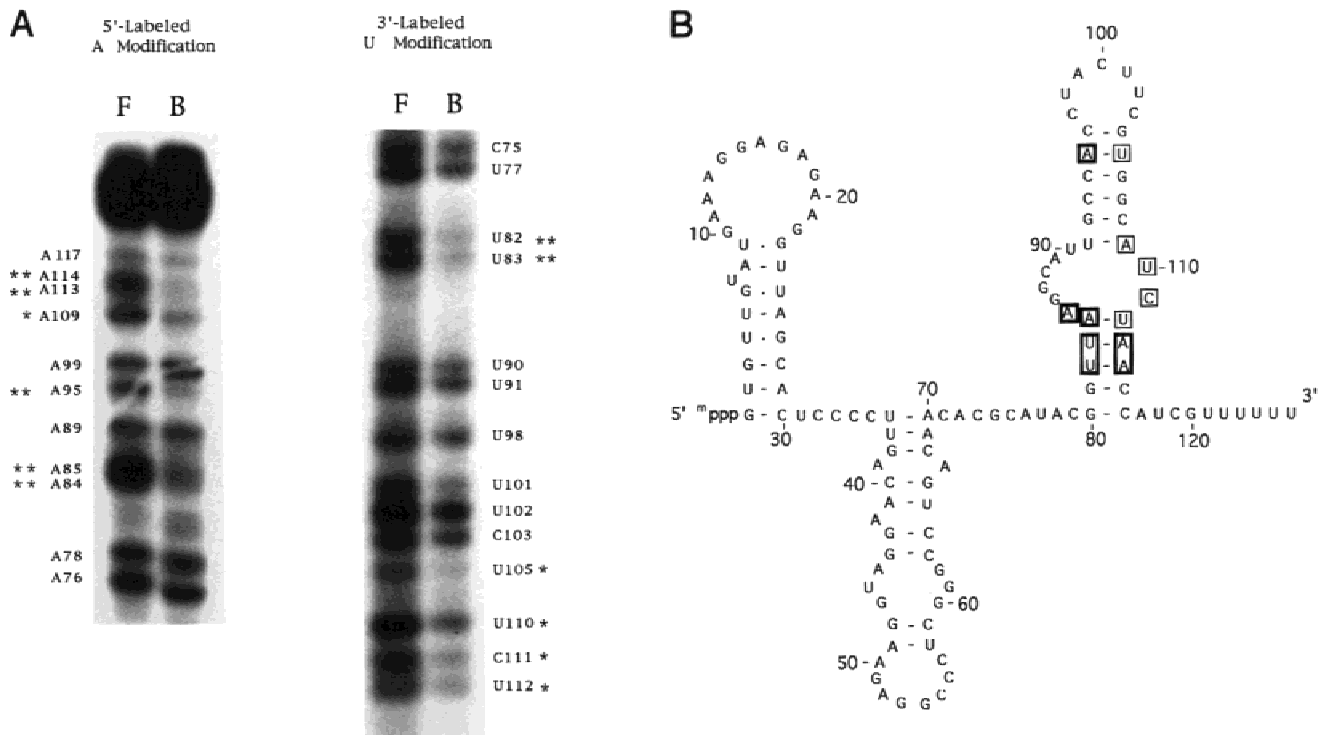 A
5'-Labeled
A Modification
F B
A117
** A114
** A113
* A109
A99
** A95
A89
** A85
** A84
A78
A76
3'-Labeled
U Modification
F B
C75
U77
U82 **
U83 **
U90
U91
U98
U101
U102
C103
U105 *
U110 *
C111 *
U112 *
B
100
A C U
U U
C C
C - G
A - U
C - G
C - G
G - C
90 - A U U - A
C U - 110
G C
G
A A - U
U - A
U - A
G - C
G G A G A
A G
A A - 20
A A
10 - G G
U - G
A - U
U
G - U
U - A
U - G
G - C
U - A
5' mpppG - C U C C C C U - A C A C G C A U A C G - C A U C G U U U U U U 3'
30 70 80 120
U - A
G - C
A A
40 - C - G
A U
A
G - C
G - C
A G
U G
G G - 60
G - C
A U
50 - A C
G C
A C
G G